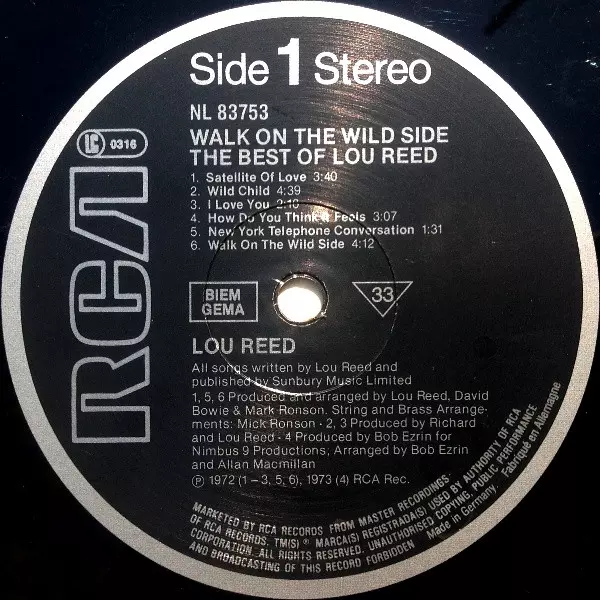 Side 1 Stereo
NL 83753
WALK ON THE WILD SIDE
THE BEST OF LOU REED
1. Satellite Of Love 3:40
2. Wild Child 4:39
3. I Love You 2:16
4. How Do You Think It Feels 3:07
5. New York Telephone Conversation 1:31
6. Walk On The Wild Side 4:12
LC 0316
RCA
BIEM
GEMA
33
LOU REED
All songs written by Lou Reed and
published by Sunbury Music Limited
1, 5, 6 Produced and arranged by Lou Reed, David
Bowie & Mark Ronson. String and Brass Arrange-
ments: Mick Ronson · 2, 3 Produced by Richard
and Lou Reed · 4 Produced by Bob Ezrin for
Nimbus 9 Productions; Arranged by Bob Ezrin
and Allan Macmillan
Ⓟ 1972 (1 – 3, 5, 6), 1973 (4) RCA Rec.
MARKETED BY RCA RECORDS FROM MASTER RECORDINGS·
OF RCA RECORDS. TM(S) ® MARCA(S) REGISTRADA(S) USED BY AUTHORITY OF RCA
CORPORATION. ALL RIGHTS RESERVED. UNAUTHORISED COPYING, PUBLIC PERFORMANCE
AND BROADCASTING OF THIS RECORD FORBIDDEN Made in Germany. Fabriqué en Allemagne